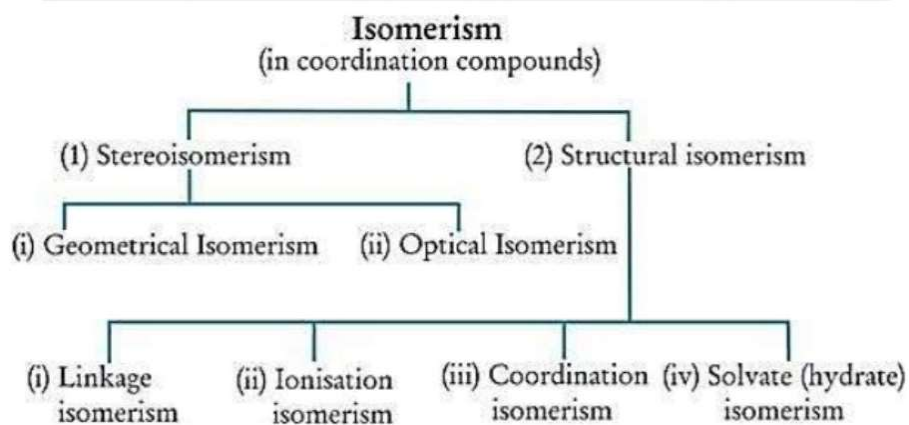 Isomerism
(in coordination compounds)
(1) Stereoisomerism
(2) Structural isomerism
(i) Geometrical Isomerism
(ii) Optical Isomerism
(i) Linkage
isomerism
(ii) Ionisation
isomerism
(iii) Coordination
isomerism
(iv) Solvate (hydrate)
isomerism